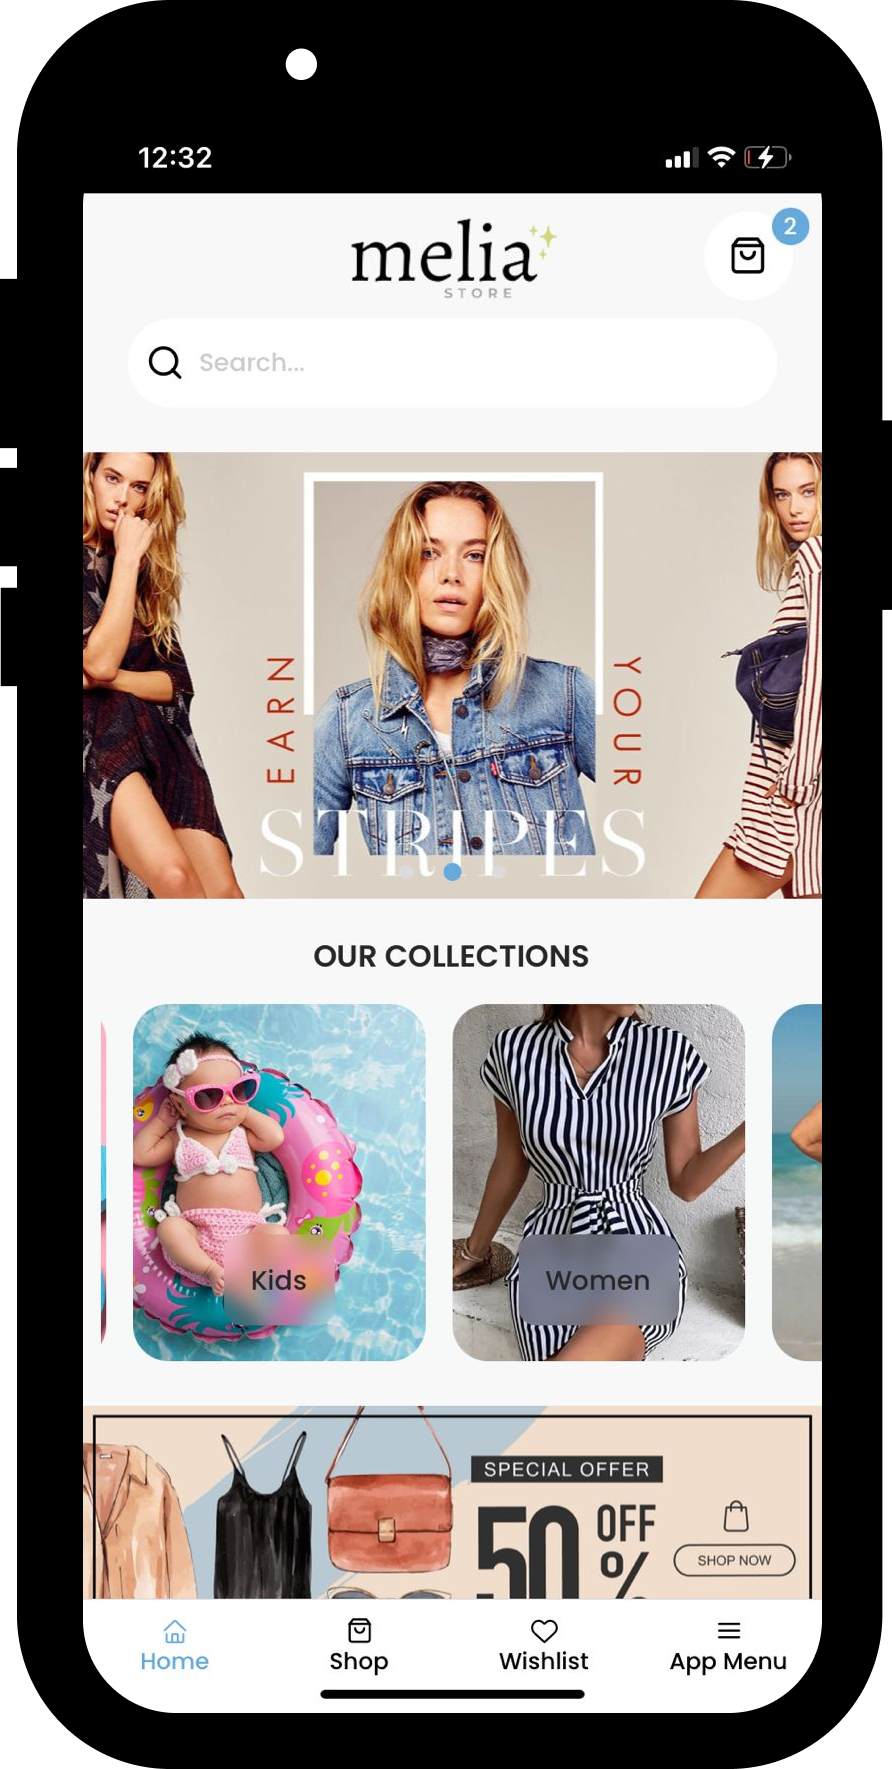 12:32
2
melia
STORE
Search...
EARN
YOUR
STRIPES
OUR COLLECTIONS
Kids
Women
SPECIAL OFFER
50 OFF
%
SHOP NOW
Home
Shop
Wishlist
App Menu